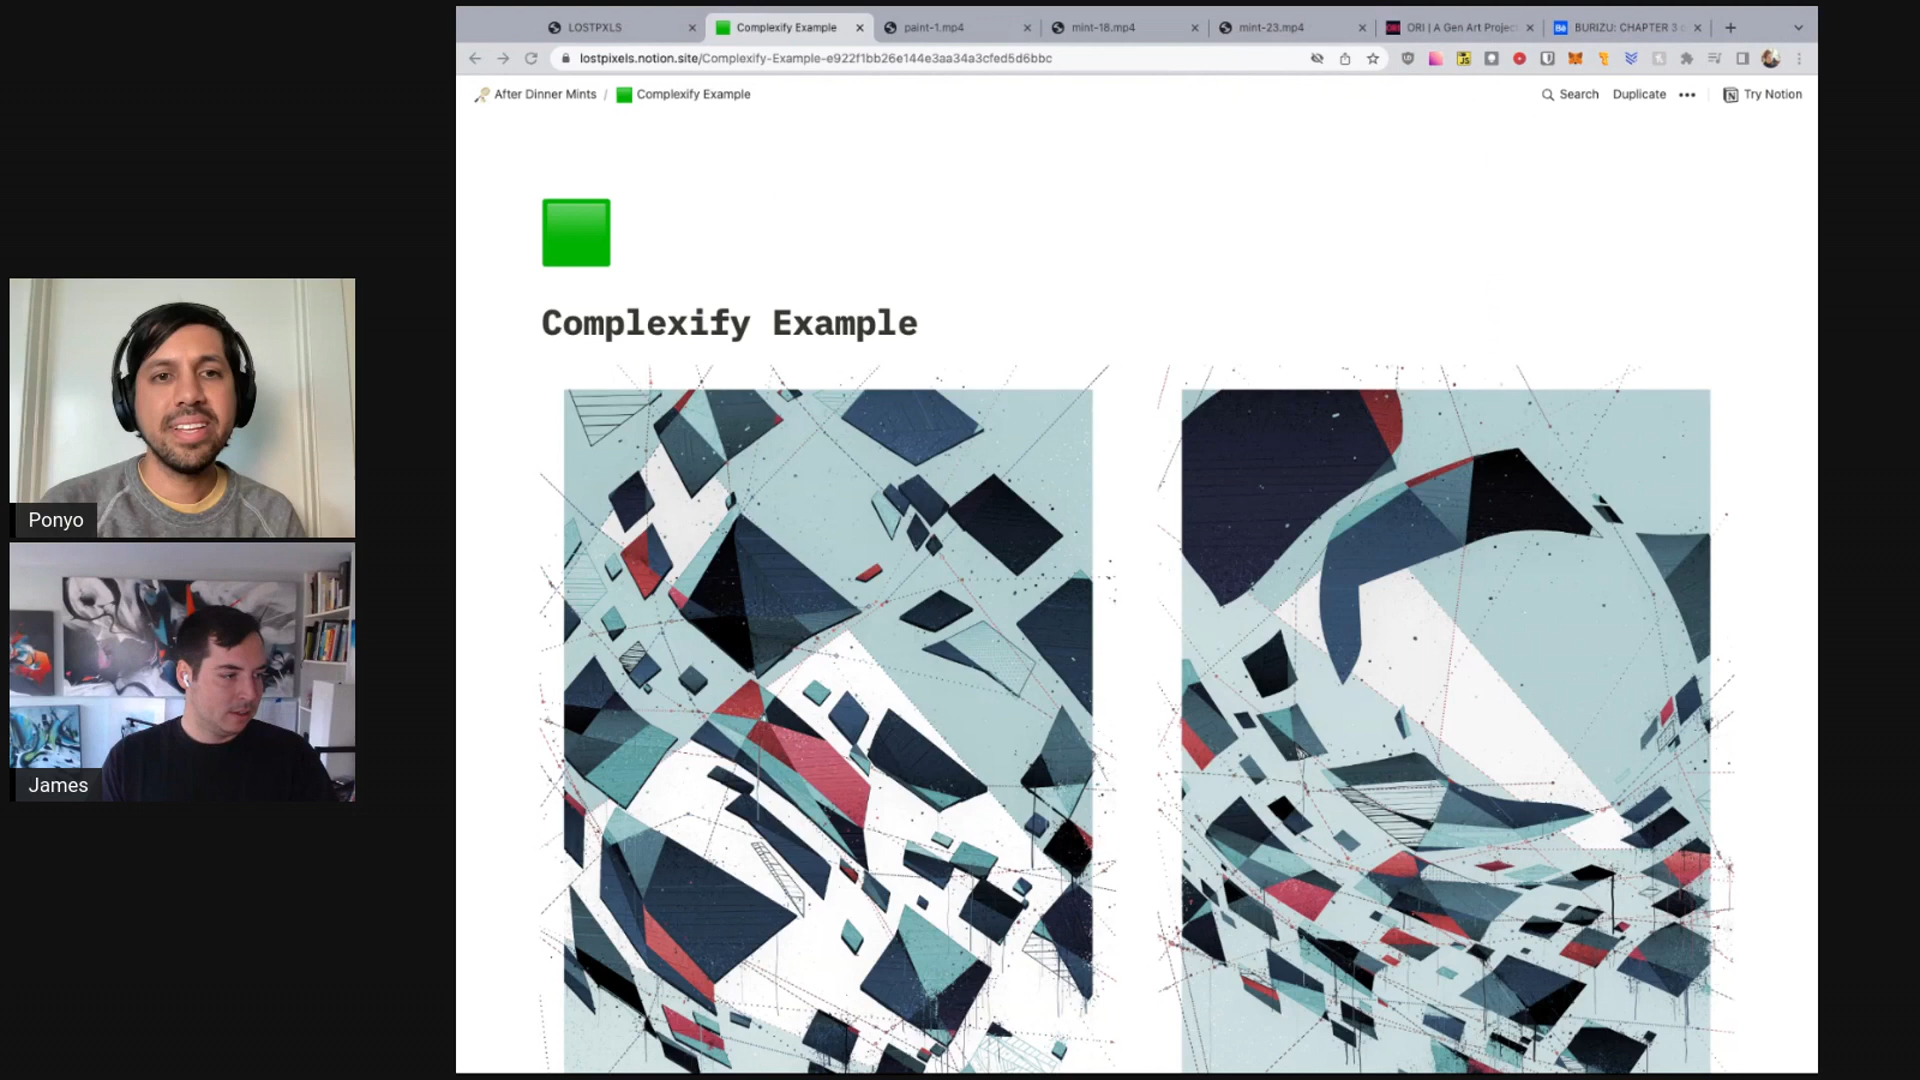 LOSTPXLS
Complexify Example
paint-1.mp4
mint-18.mp4
mint-23.mp4
ORI | A Gen Art Projec
BURIZU: CHAPTER 3
lostpixels.notion.site/Complexify-Example-e922f1bb26e144e3aa34a3cfed5d6bbc
After Dinner Mints / Complexify Example
Search Duplicate Try Notion
Complexify Example
Ponyo
James